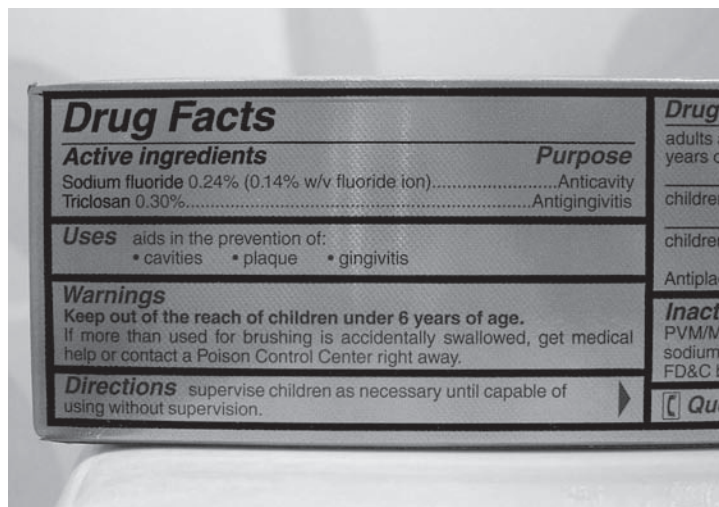 Drug Facts
Active ingredients Purpose
Sodium fluoride 0.24% (0.14% w/v fluoride ion).......................Anticavity
Triclosan 0.30%...............................................................Antigingivitis
Uses aids in the prevention of:
• cavities • plaque • gingivitis
Warnings
Keep out of the reach of children under 6 years of age.
If more than used for brushing is accidentally swallowed, get medical
help or contact a Poison Control Center right away.
Directions supervise children as necessary until capable of
using without supervision.
Drug
adults
years
Inact
PVM/M
sodium
FD&C